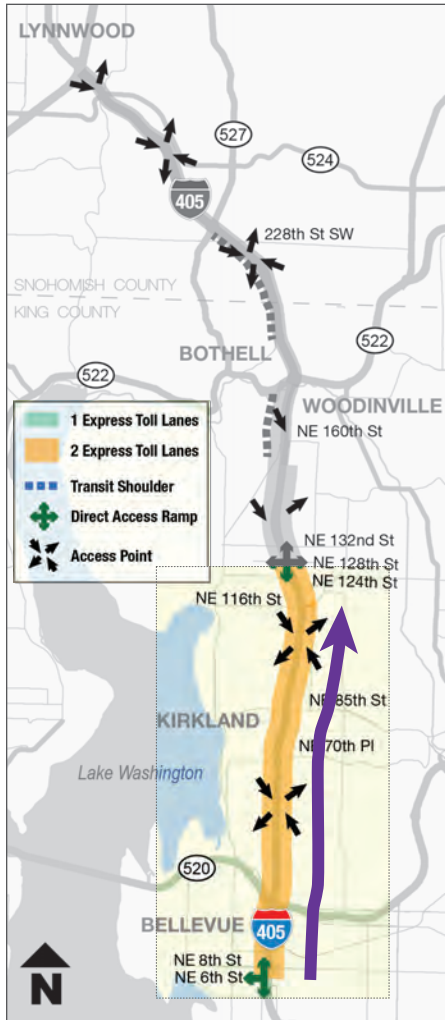 LYNNWOOD
527
524
405
228th St SW
SNOHOMISH COUNTY
KING COUNTY
BOTHELL
522
522
WOODINVILLE
1 Express Toll Lanes
2 Express Toll Lanes
Transit Shoulder
Direct Access Ramp
Access Point
NE 160th St
NE 132nd St
NE 128th St
NE 124th St
NE 116th St
NE 85th St
KIRKLAND
NE 70th Pl
Lake Washington
520
BELLEVUE
405
NE 8th St
NE 6th St
N